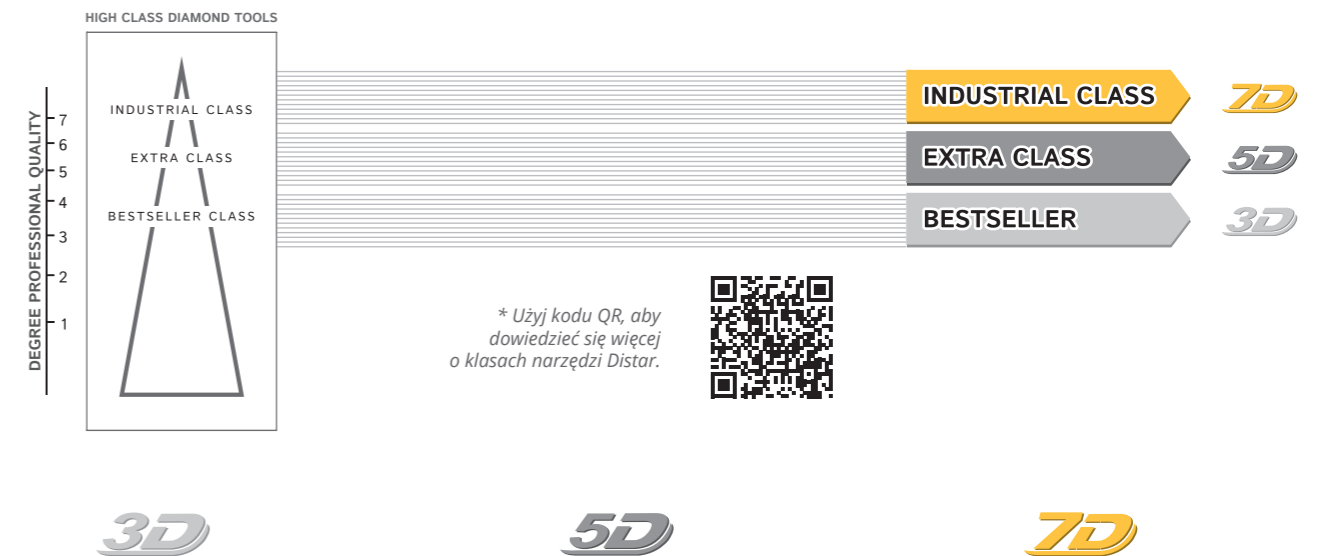 HIGH CLASS DIAMOND TOOLS
DEGREE PROFESSIONAL QUALITY
7
6
5
4
3
2
1
INDUSTRIAL CLASS
EXTRA CLASS
BESTSELLER CLASS
INDUSTRIAL CLASS
7D
EXTRA CLASS
5D
BESTSELLER
3D
* Użyj kodu QR, aby
dowiedzieć się więcej
o klasach narzędzi Distar.
3D
5D
7D